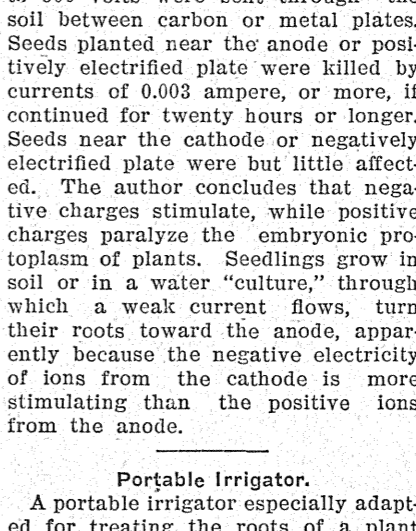 soil between carbon or metal plates.
Seeds planted near the anode or posi-
tively electrified plate were killed by
currents of 0.003 ampere, or more, if
continued for twenty hours or longer.
Seeds near the cathode or negatively
electrified plate were but little affect-
ed. The author concludes that nega-
tive charges stimulate, while positive
charges paralyze the embryonic pro-
toplasm of plants. Seedlings grow in
soil or in a water “culture,” through
which a weak current flows, turn
their roots toward the anode, appar-
ently because the negative electricity
of ions from the cathode is more
stimulating than the positive ions
from the anode.
Portable Irrigator.
A portable irrigator especially adapt-
ed for treating the roots of a plant